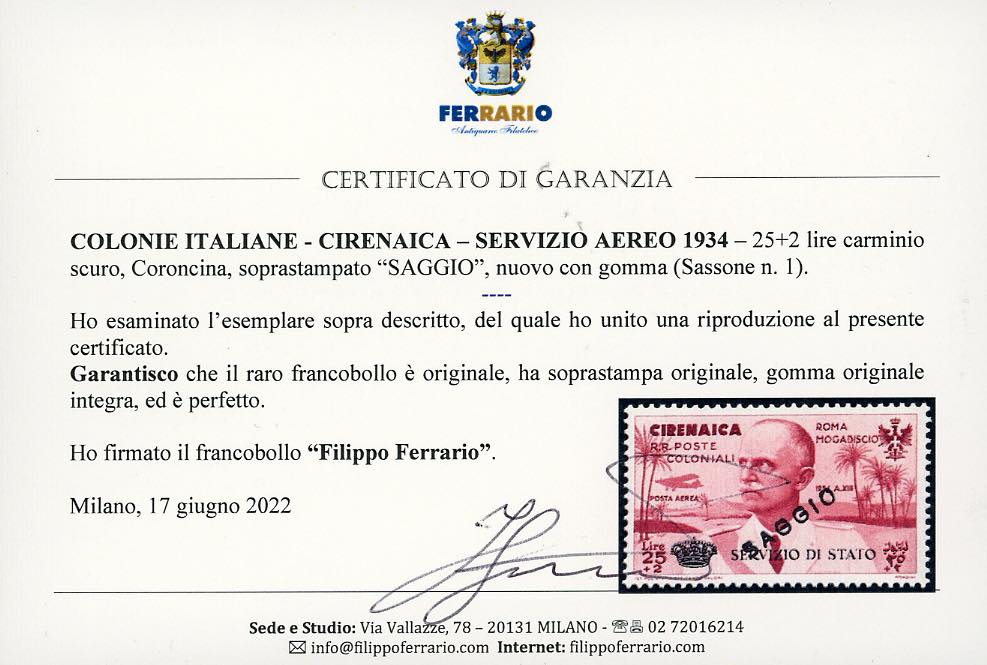 FERRARIO
Antiquario Filatelico
CERTIFICATO DI GARANZIA
COLONIE ITALIANE - CIRENAICA – SERVIZIO AEREO 1934 – 25+2 lire carminio
scuro, Coroncina, soprastampato “SAGGIO”, nuovo con gomma (Sassone n. 1).
----
Ho esaminato l’esemplare sopra descritto, del quale ho unito una riproduzione al presente
certificato.
Garantisco che il raro francobollo è originale, ha soprastampa originale, gomma originale
integra, ed è perfetto.
Ho firmato il francobollo “Filippo Ferrario”.
Milano, 17 giugno 2022
CIRENAICA
R.R. POSTE
COLONIALI
ROMA
MOGADISCIO
POSTA AEREA
1934 A.XIII
SAGGIO
Lire
25
+2
SERVIZIO DI STATO
Sede e Studio: Via Vallazze, 78 – 20131 MILANO - ☎ 02 72016214
✉ info@filippoferrario.com Internet: filippoferrario.com